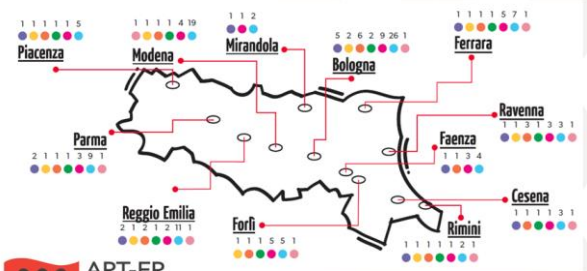 1 1 1 1 5
Piacenza
1 1 1 1 4 19
Modena
1 1 2
Mirandola
5 2 6 2 9 26 1
Bologna
1 1 1 1 5 7 1
Ferrara
Ravenna
1 1 3 1 3 3 1
Parma
2 1 1 1 3 9 1
Faenza
1 1 3 4
Reggio Emilia
2 1 2 1 2 11 1
Forlì
1 1 1 5 5 1
Cesena
1 1 1 1 3 1
Rimini
1 1 1 1 1 2 1
ART-ER